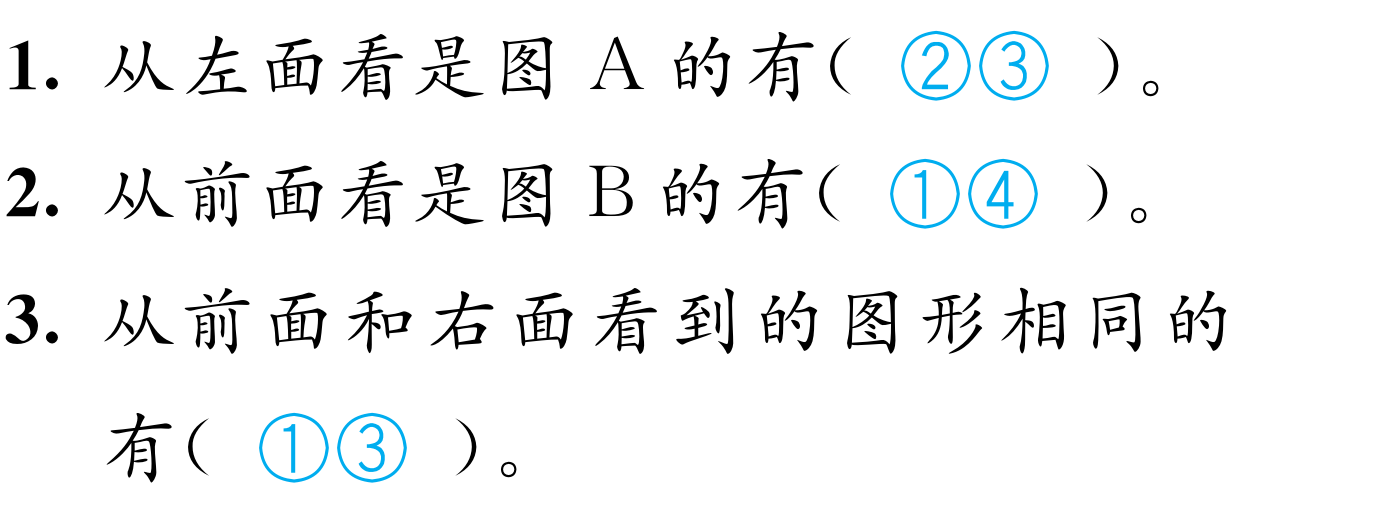 1. 从左面看是图 A 的有( ②③ )。
2. 从前面看是图 B 的有( ①④ )。
3. 从前面和右面看到的图形相同的
有( ①③ )。